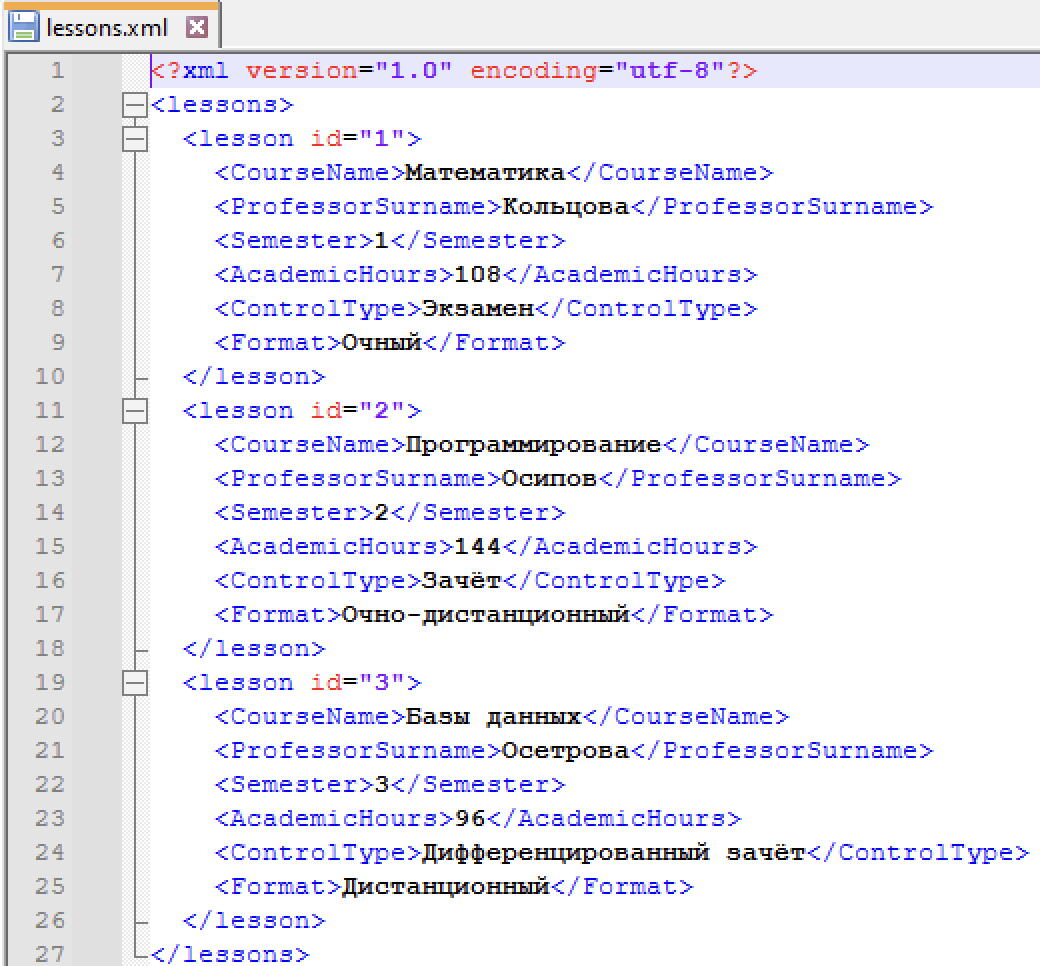 lessons.xml
1 <?xml version="1.0" encoding="utf-8"?>
2 <lessons>
3 <lesson id="1">
4 <CourseName>Математика</CourseName>
5 <ProfessorSurname>Кольцова</ProfessorSurname>
6 <Semester>1</Semester>
7 <AcademicHours>108</AcademicHours>
8 <ControlType>Экзамен</ControlType>
9 <Format>Очный</Format>
10 </lesson>
11 <lesson id="2">
12 <CourseName>Программирование</CourseName>
13 <ProfessorSurname>Осипов</ProfessorSurname>
14 <Semester>2</Semester>
15 <AcademicHours>144</AcademicHours>
16 <ControlType>Зачёт</ControlType>
17 <Format>Очно-дистанционный</Format>
18 </lesson>
19 <lesson id="3">
20 <CourseName>Базы данных</CourseName>
21 <ProfessorSurname>Осетрова</ProfessorSurname>
22 <Semester>3</Semester>
23 <AcademicHours>96</AcademicHours>
24 <ControlType>Дифференцированный зачёт</ControlType>
25 <Format>Дистанционный</Format>
26 </lesson>
27 </lessons>